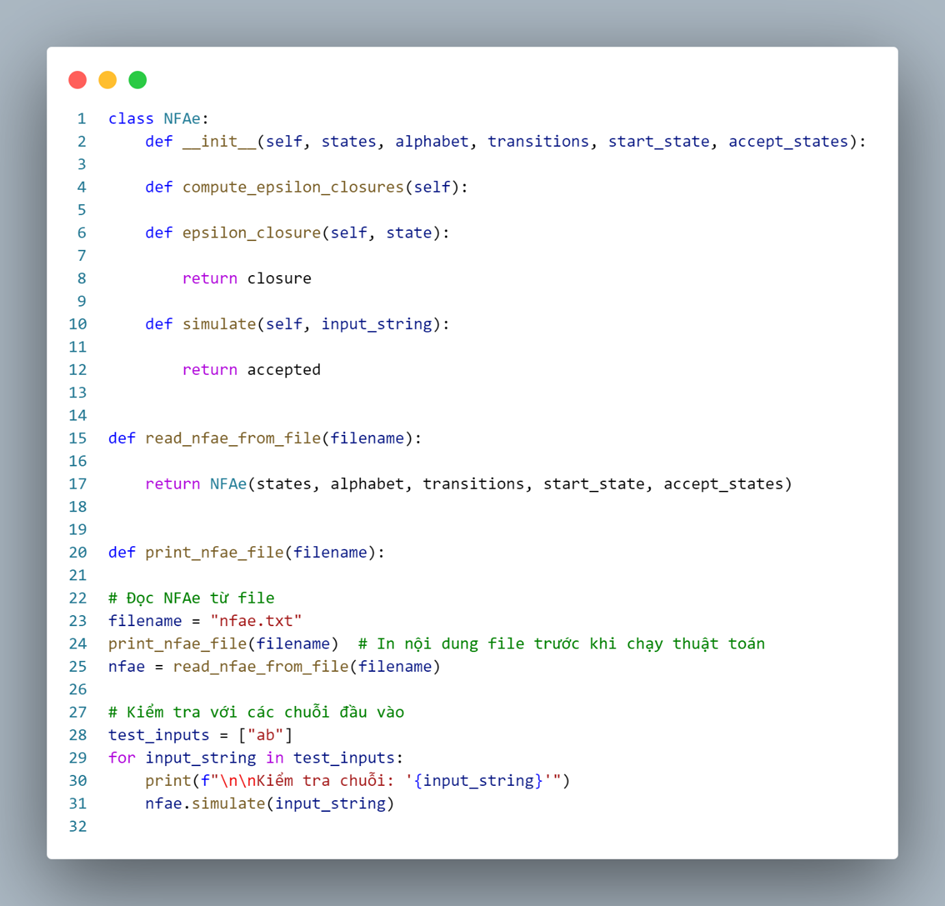 1 class NFAe:
2     def __init__(self, states, alphabet, transitions, start_state, accept_states):
3
4     def compute_epsilon_closures(self):
5
6     def epsilon_closure(self, state):
7
8         return closure
9
10     def simulate(self, input_string):
11
12         return accepted
13
14
15 def read_nfae_from_file(filename):
16
17     return NFAe(states, alphabet, transitions, start_state, accept_states)
18
19
20 def print_nfae_file(filename):
21
22 # Đọc NFAe từ file
23 filename = "nfae.txt"
24 print_nfae_file(filename)  # In nội dung file trước khi chạy thuật toán
25 nfae = read_nfae_from_file(filename)
26
27 # Kiểm tra với các chuỗi đầu vào
28 test_inputs = ["ab"]
29 for input_string in test_inputs:
30     print(f"\n\nKiểm tra chuỗi: '{input_string}'")
31     nfae.simulate(input_string)
32